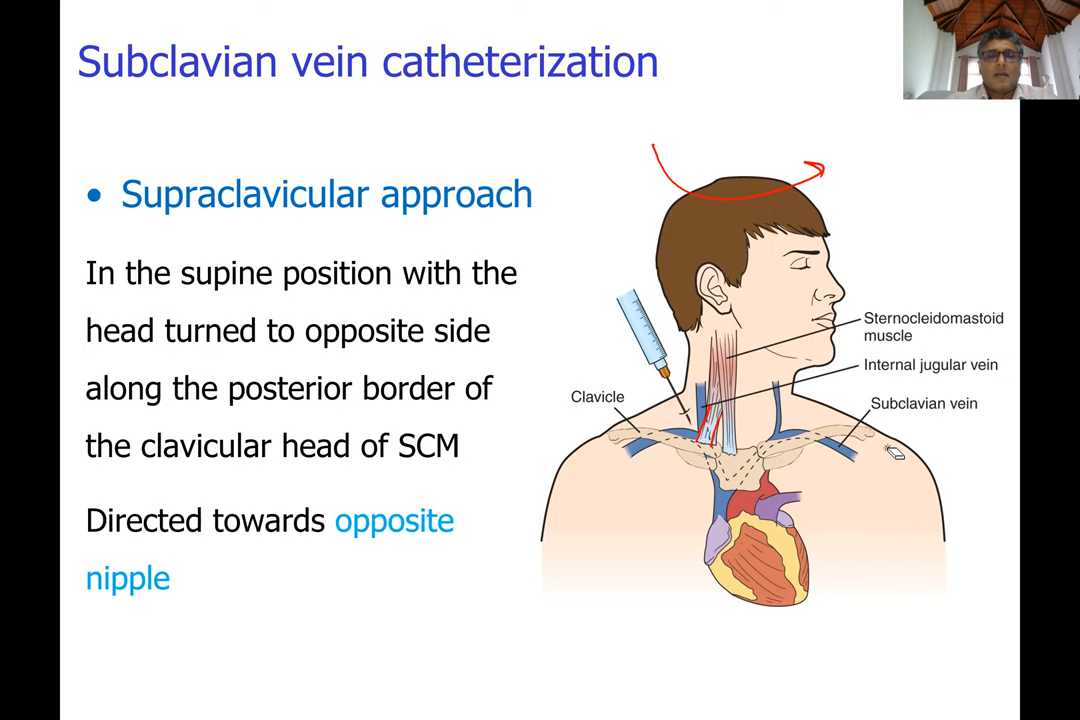 Subclavian vein catheterization
• Supraclavicular approach
In the supine position with the
head turned to opposite side
along the posterior border of
the clavicular head of SCM
Directed towards opposite
nipple
Sternocleidomastoid
muscle
Internal jugular vein
Clavicle
Subclavian vein